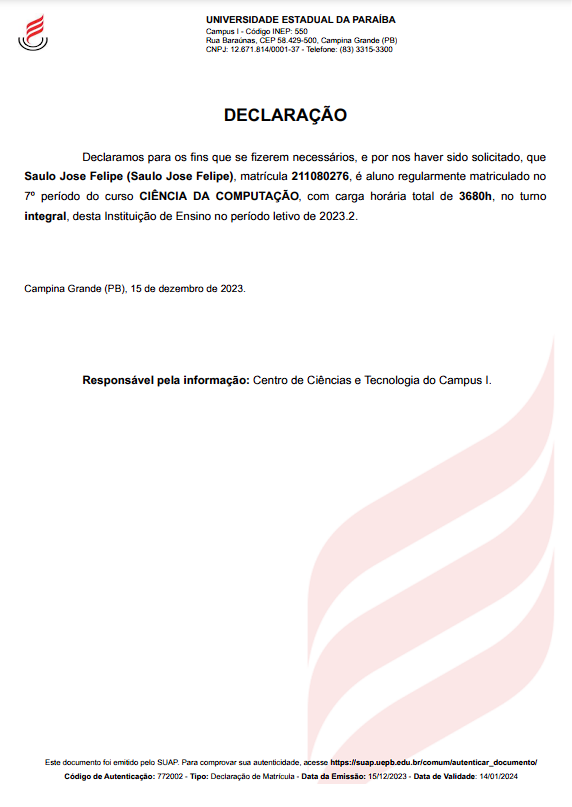 UNIVERSIDADE ESTADUAL DA PARAÍBA
Campus I - Código INEP: 550
Rua Baraúnas, CEP 58.429-500, Campina Grande (PB)
CNPJ: 12.671.814/0001-37 - Telefone: (83) 3315-3300
DECLARAÇÃO
Declaramos para os fins que se fizerem necessários, e por nos haver sido solicitado, que
Saulo Jose Felipe (Saulo Jose Felipe), matrícula 211080276, é aluno regularmente matriculado no
7º período do curso CIÊNCIA DA COMPUTAÇÃO, com carga horária total de 3680h, no turno
integral, desta Instituição de Ensino no período letivo de 2023.2.
Campina Grande (PB), 15 de dezembro de 2023.
Responsável pela informação: Centro de Ciências e Tecnologia do Campus I.
Este documento foi emitido pelo SUAP. Para comprovar sua autenticidade, acesse https://suap.uepb.edu.br/comum/autenticar_documento/
Código de Autenticação: 772002 - Tipo: Declaração de Matrícula - Data da Emissão: 15/12/2023 - Data de Validade: 14/01/2024